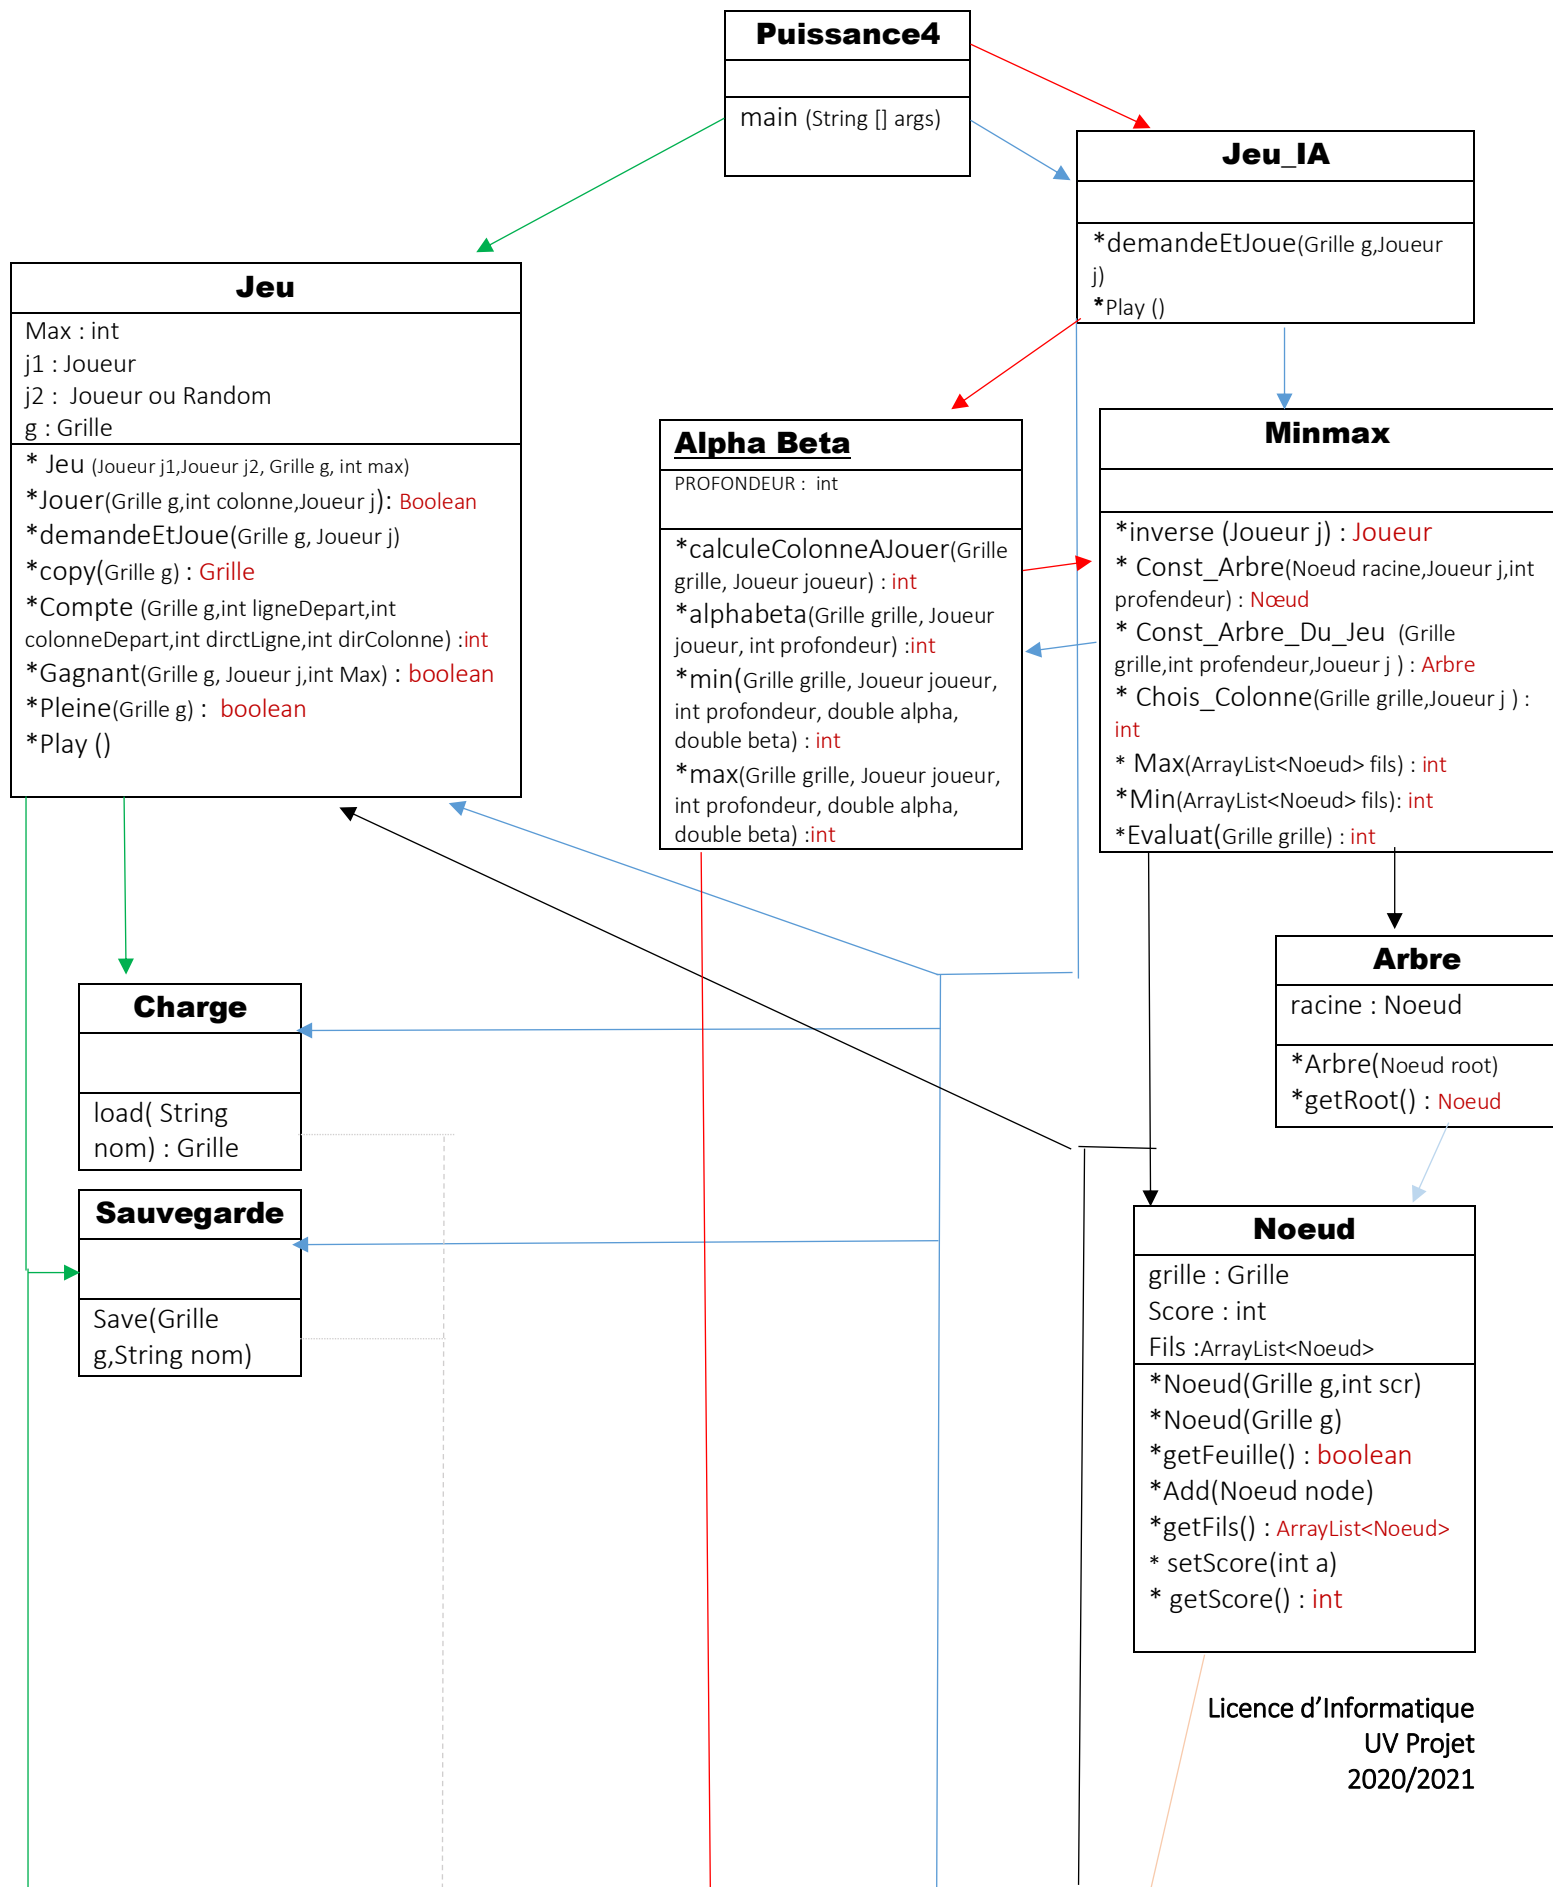 Puissance4
main (String [] args)
Jeu_IA
*demandeEtJoue(Grille g,Joueur
j)
*Play ()
Jeu
Max : int
j1 : Joueur
j2 :  Joueur ou Random
g : Grille
* Jeu (Joueur j1,Joueur j2, Grille g, int max)
*Jouer(Grille g,int colonne,Joueur j): Boolean
*demandeEtJoue(Grille g, Joueur j)
*copy(Grille g) : Grille
*Compte (Grille g,int ligneDepart,int
colonneDepart,int dirctLigne,int dirColonne) :int
*Gagnant(Grille g, Joueur j,int Max) : boolean
*Pleine(Grille g) :  boolean
*Play ()
Alpha Beta
PROFONDEUR :  int
*calculeColonneAJouer(Grille
grille, Joueur joueur) : int
*alphabeta(Grille grille, Joueur
joueur, int profondeur) :int
*min(Grille grille, Joueur joueur,
int profondeur, double alpha,
double beta) : int
*max(Grille grille, Joueur joueur,
int profondeur, double alpha,
double beta) :int
Minmax
*inverse (Joueur j) : Joueur
* Const_Arbre(Noeud racine,Joueur j,int
profendeur) : Nœud
* Const_Arbre_Du_Jeu  (Grille
grille,int profendeur,Joueur j ) : Arbre
* Chois_Colonne(Grille grille,Joueur j ) :
int
* Max(ArrayList<Noeud> fils) : int
*Min(ArrayList<Noeud> fils): int
*Evaluat(Grille grille) : int
Arbre
racine : Noeud
*Arbre(Noeud root)
*getRoot() : Noeud
Charge
load( String
nom) : Grille
Sauvegarde
Save(Grille
g,String nom)
Noeud
grille : Grille
Score : int
Fils :ArrayList<Noeud>
*Noeud(Grille g,int scr)
*Noeud(Grille g)
*getFeuille() : boolean
*Add(Noeud node)
*getFils() : ArrayList<Noeud>
* setScore(int a)
* getScore() : int
Licence d’Informatique
UV Projet
2020/2021